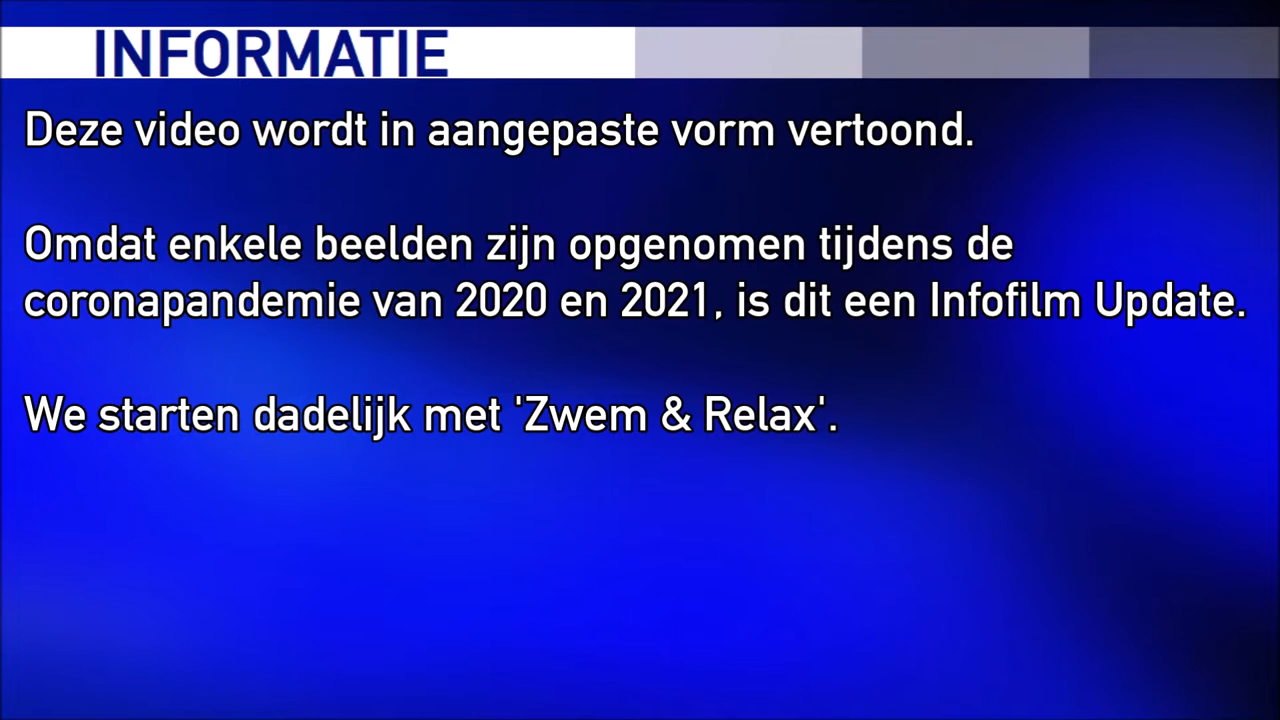 INFORMATIE
Deze video wordt in aangepaste vorm vertoond.
Omdat enkele beelden zijn opgenomen tijdens de
coronapandemie van 2020 en 2021, is dit een Infofilm Update.
We starten dadelijk met 'Zwem & Relax'.